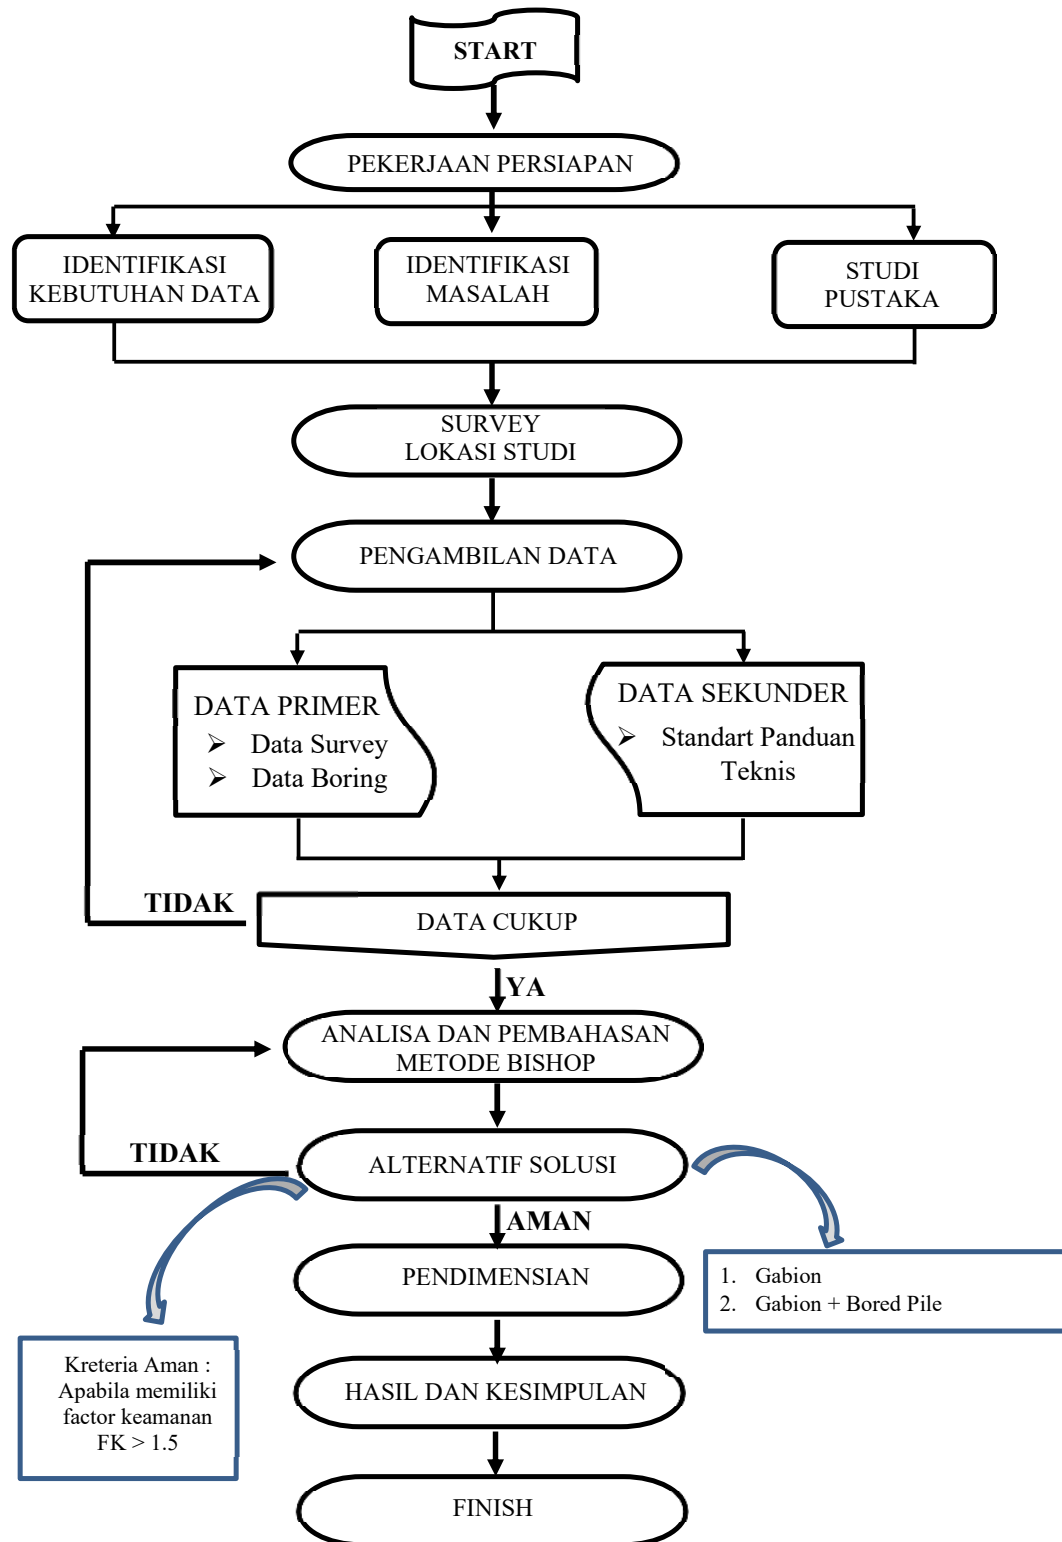 START
PEKERJAAN PERSIAPAN
IDENTIFIKASI
KEBUTUHAN DATA
IDENTIFIKASI
MASALAH
STUDI
PUSTAKA
SURVEY
LOKASI STUDI
PENGAMBILAN DATA
DATA PRIMER
➢ Data Survey
➢ Data Boring
DATA SEKUNDER
➢ Standart Panduan
Teknis
TIDAK
DATA CUKUP
YA
ANALISA DAN PEMBAHASAN
METODE BISHOP
TIDAK
ALTERNATIF SOLUSI
AMAN
PENDIMENSIAN
1. Gabion
2. Gabion + Bored Pile
Kreteria Aman :
Apabila memiliki
factor keamanan
FK > 1.5
HASIL DAN KESIMPULAN
FINISH